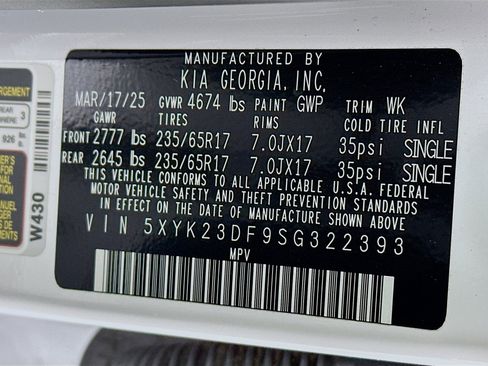 MANUFACTURED BY
KIA GEORGIA, INC.
MAR/17/25 GVWR 4674 lbs PAINT GWP TRIM WK
GAWR TIRES RIMS COLD TIRE INFL
FRONT 2777 lbs 235/65R17 7.0JX17 35psi SINGLE
REAR 2645 lbs 235/65R17 7.0JX17 35psi SINGLE
THIS VEHICLE CONFORMS TO ALL APPLICABLE U.S.A. FEDERAL
MOTOR VEHICLE SAFETY AND THEFT PREVENTION STANDARDS
IN EFFECT ON THE DATE OF MANUFACTURE SHOWN ABOVE
VIN 5XYK23DF9SG322393
MPV
W430
REAR 3
926